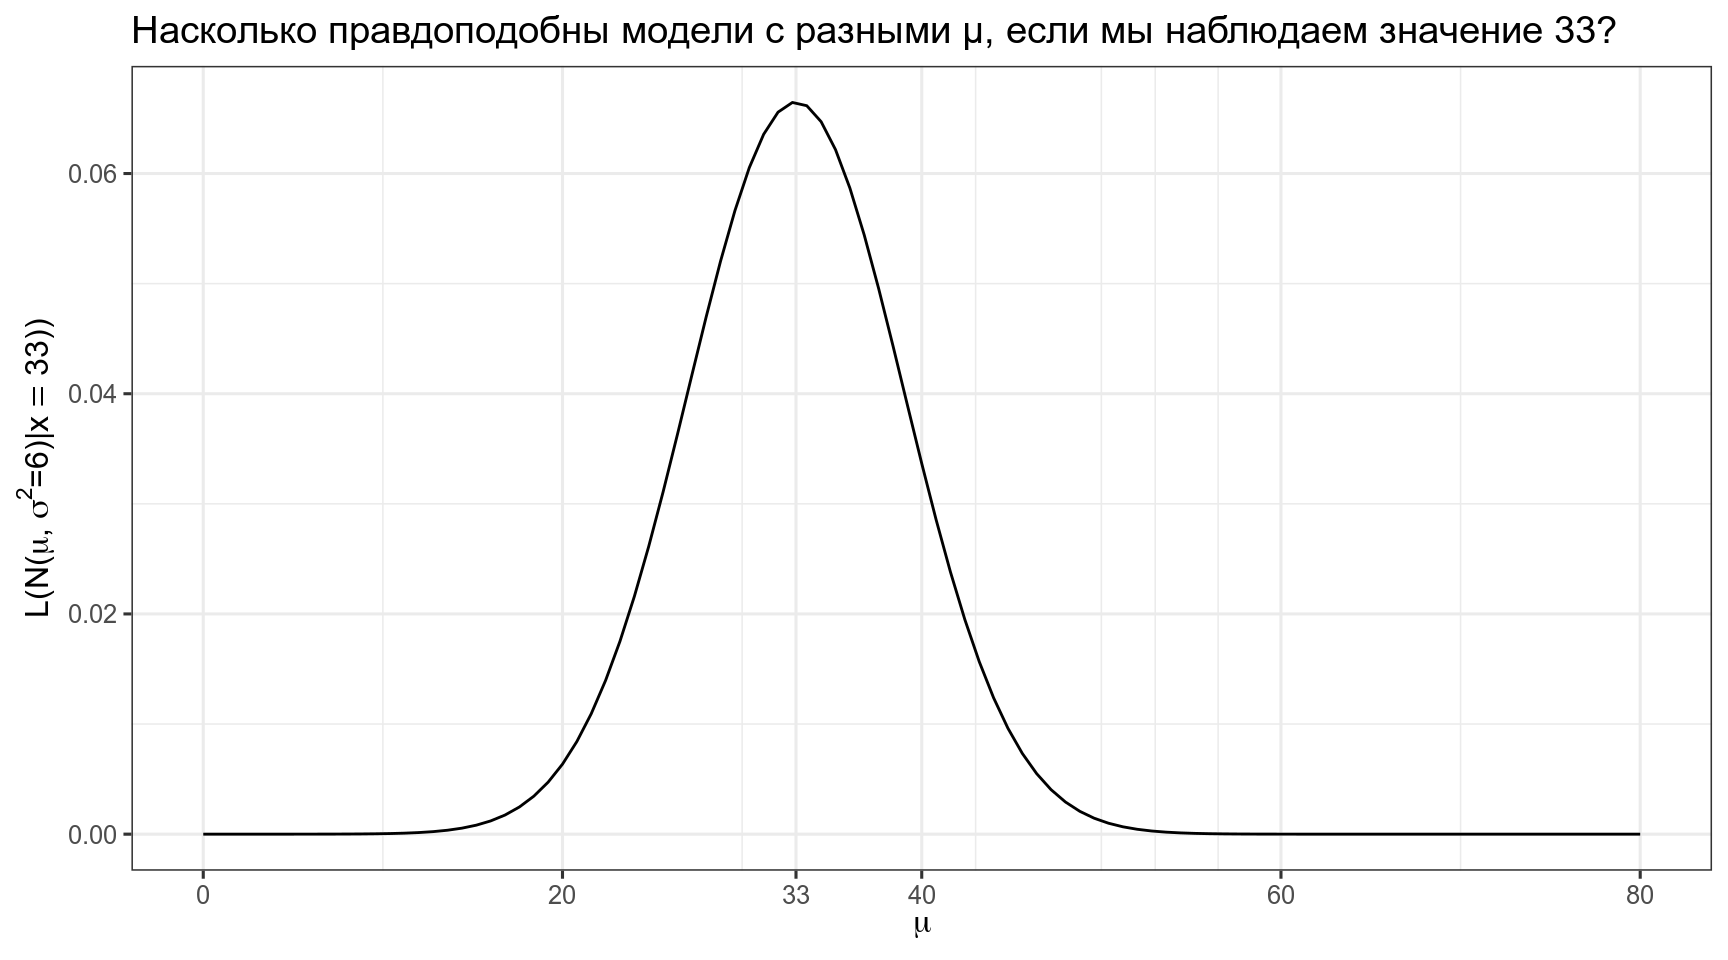 Насколько правдоподобны модели с разными μ, если мы наблюдаем значение 33?
L(N(μ, σ²=6)|x = 33))
0.06
0.04
0.02
0.00
0 20 33 40 60 80
μ